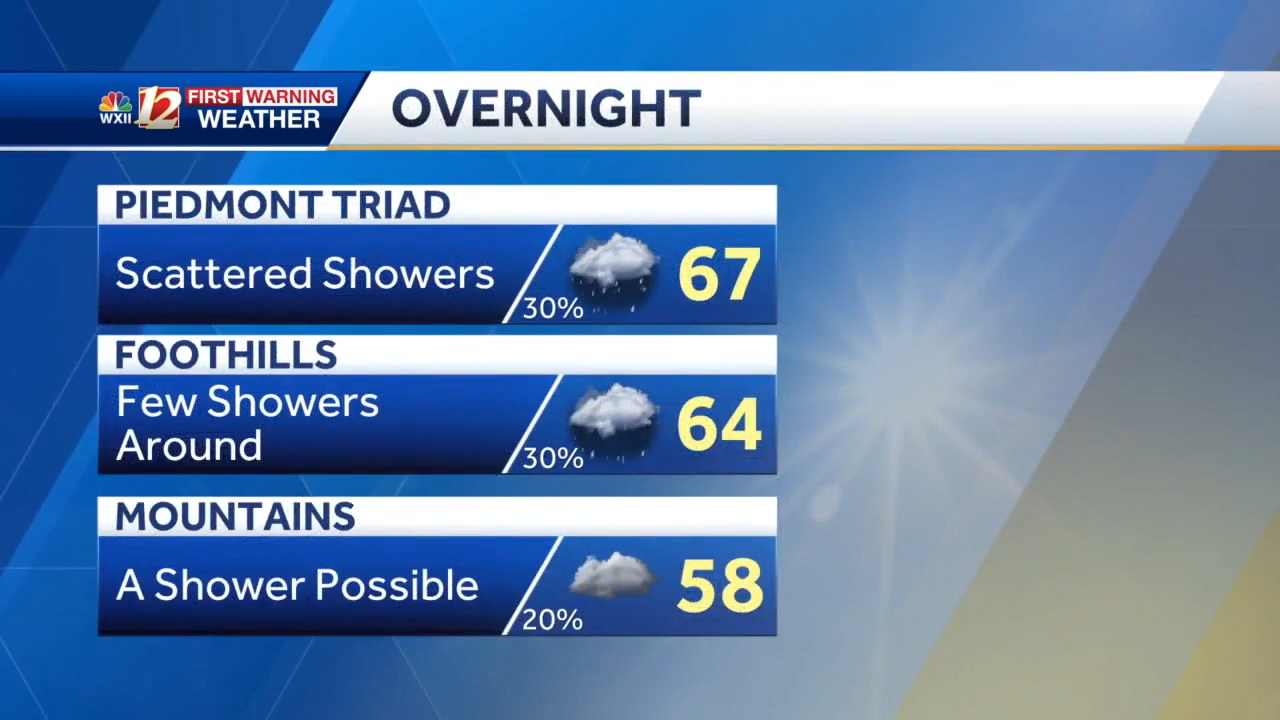 WXII 12 FIRST WARNING
WEATHER
OVERNIGHT
PIEDMONT TRIAD
Scattered Showers
30%
67
FOOTHILLS
Few Showers
Around
30%
64
MOUNTAINS
A Shower Possible
20%
58